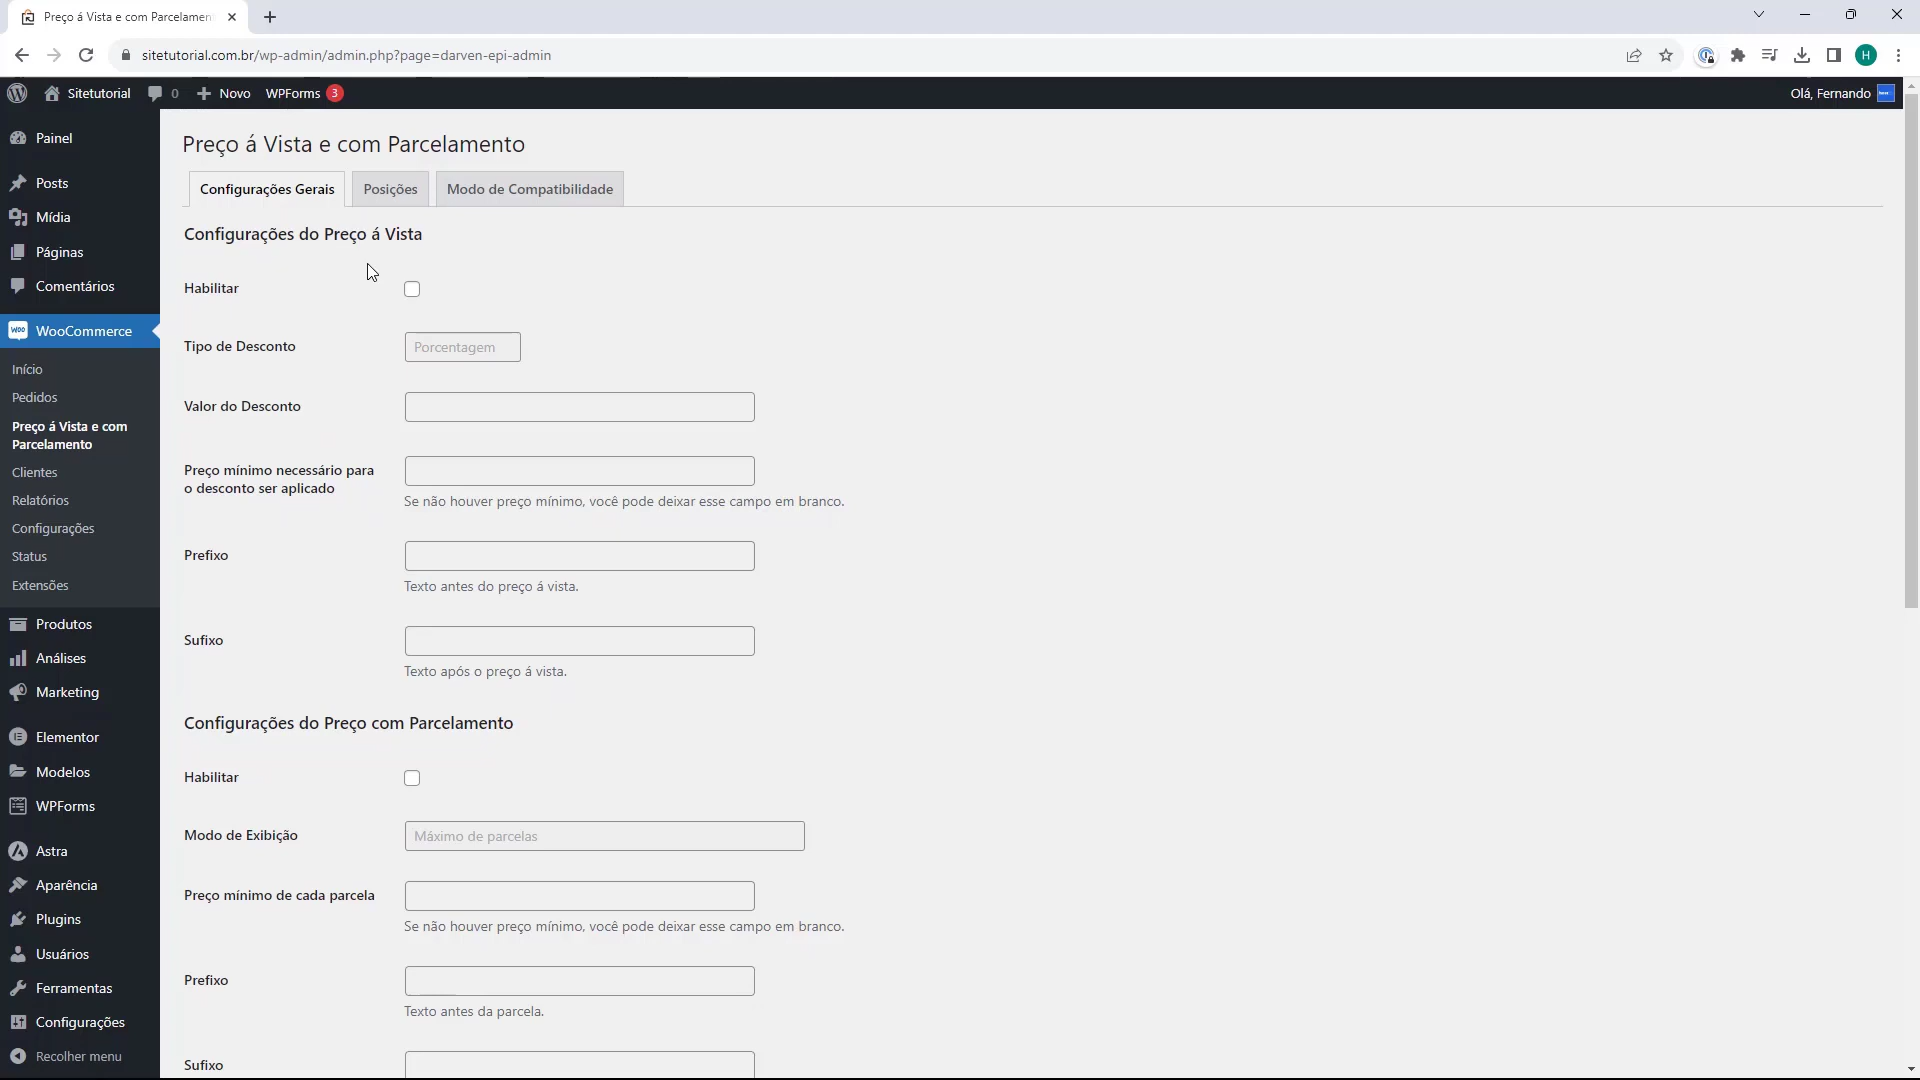 Preço á Vista e com Parcelamen
sitetutorial.com.br/wp-admin/admin.php?page=darven-epi-admin
H
Sitetutorial
0
Novo
WPForms
3
Olá, Fernando
Painel
Posts
Mídia
Páginas
Comentários
WooCommerce
Início
Pedidos
Preço á Vista e com
Parcelamento
Clientes
Relatórios
Configurações
Status
Extensões
Produtos
Análises
Marketing
Elementor
Modelos
WPForms
Astra
Aparência
Plugins
Usuários
Ferramentas
Configurações
Recolher menu
Preço á Vista e com Parcelamento
Configurações Gerais
Posições
Modo de Compatibilidade
Configurações do Preço á Vista
Habilitar
Tipo de Desconto
Porcentagem
Valor do Desconto
Preço mínimo necessário para
o desconto ser aplicado
Se não houver preço mínimo, você pode deixar esse campo em branco.
Prefixo
Texto antes do preço á vista.
Sufixo
Texto após o preço á vista.
Configurações do Preço com Parcelamento
Habilitar
Modo de Exibição
Máximo de parcelas
Preço mínimo de cada parcela
Se não houver preço mínimo, você pode deixar esse campo em branco.
Prefixo
Texto antes da parcela.
Sufixo